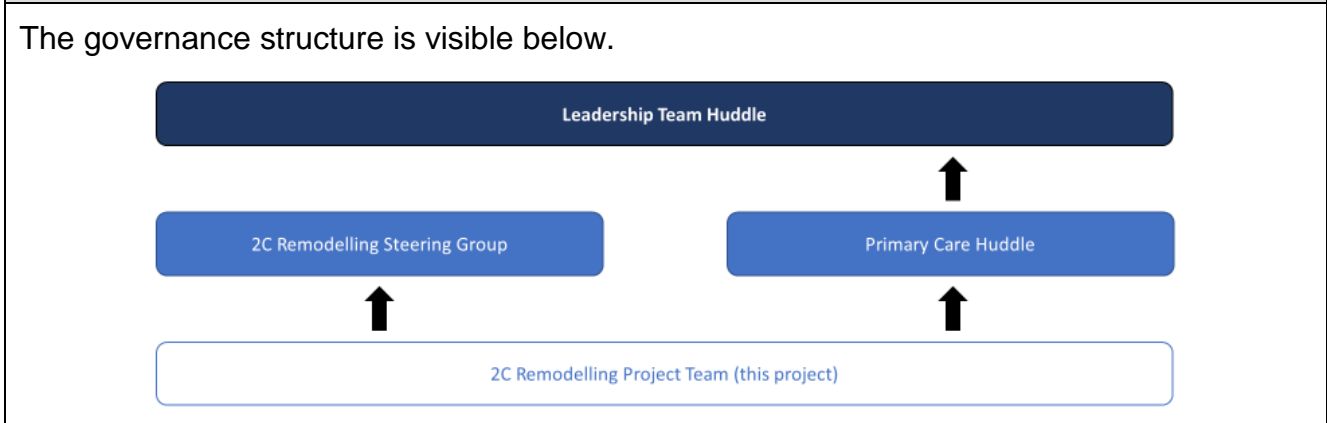 The governance structure is visible below.
Leadership Team Huddle
2C Remodelling Steering Group
Primary Care Huddle
2C Remodelling Project Team (this project)